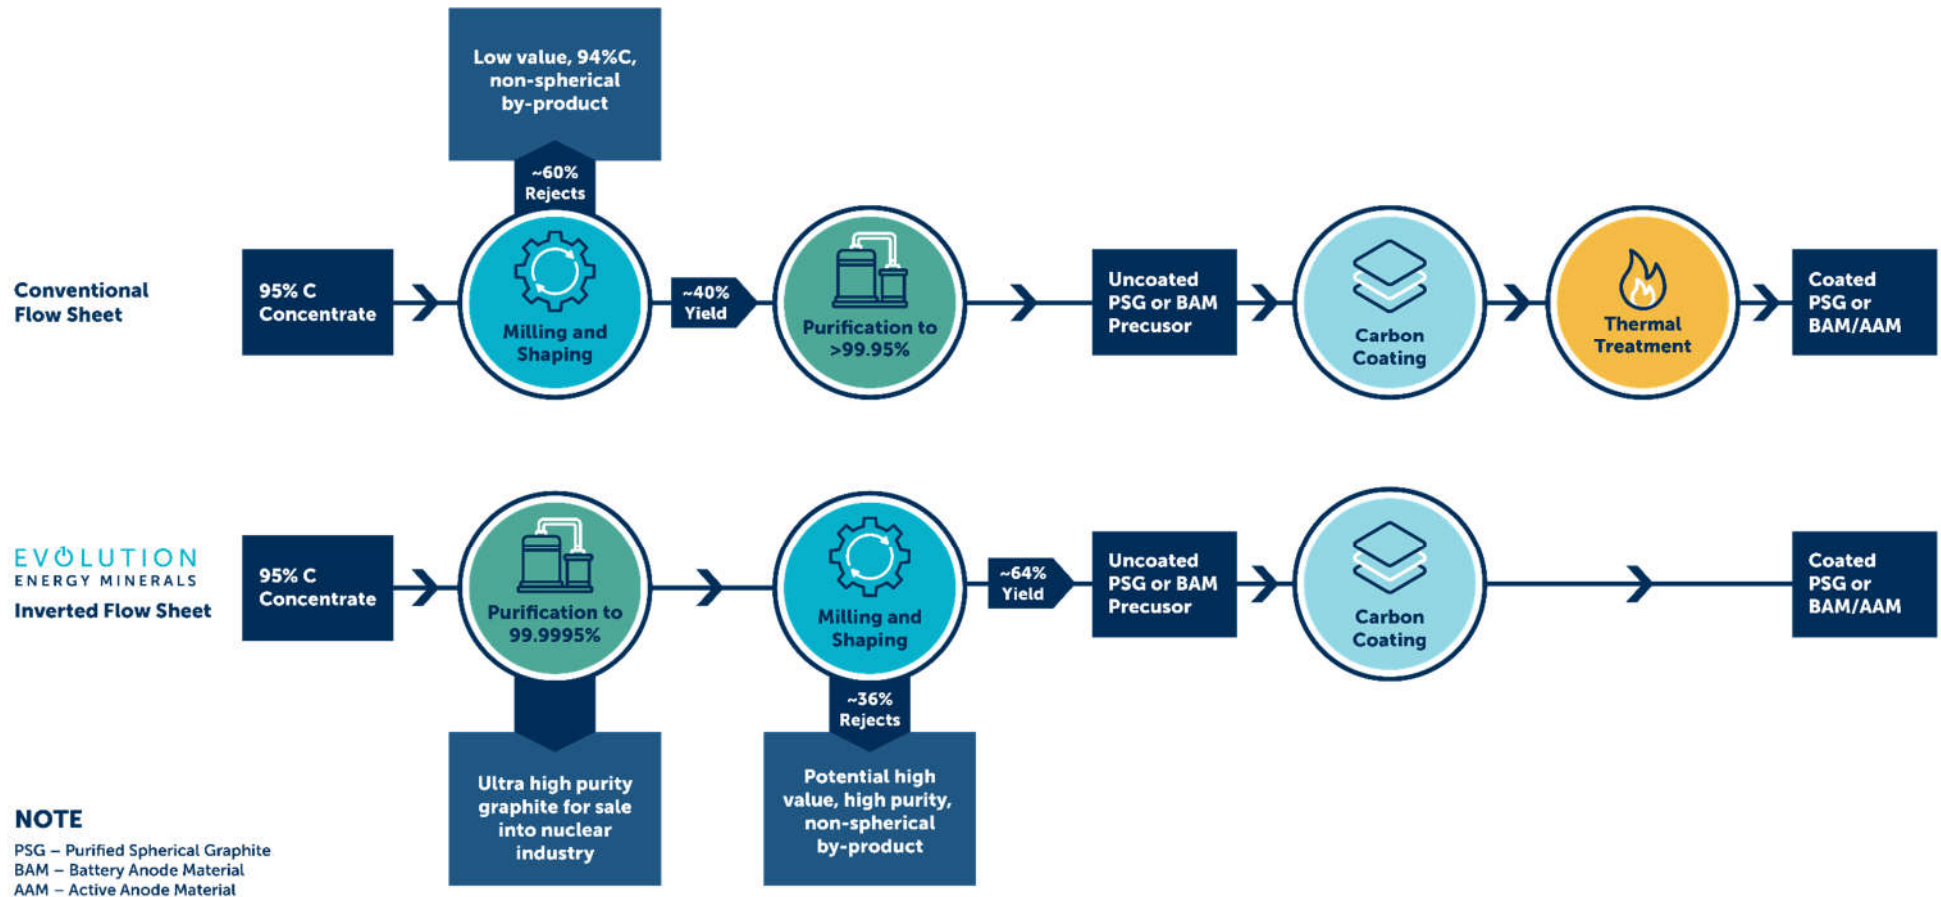 Low value, 94%C,
non-spherical
by-product
~60%
Rejects
Conventional
Flow Sheet
95% C
Concentrate
Milling and
Shaping
~40%
Yield
Purification to
>99.95%
Uncoated
PSG or BAM
Precusor
Carbon
Coating
Thermal
Treatment
Coated
PSG or
BAM/AAM
EVOLUTION
ENERGY MINERALS
Inverted Flow Sheet
95% C
Concentrate
Purification to
99.9995%
Milling and
Shaping
~64%
Yield
Uncoated
PSG or BAM
Precusor
Carbon
Coating
Coated
PSG or
BAM/AAM
~36%
Rejects
Ultra high purity
graphite for sale
into nuclear
industry
Potential high
value, high purity,
non-spherical
by-product
NOTE
PSG – Purified Spherical Graphite
BAM – Battery Anode Material
AAM – Active Anode Material